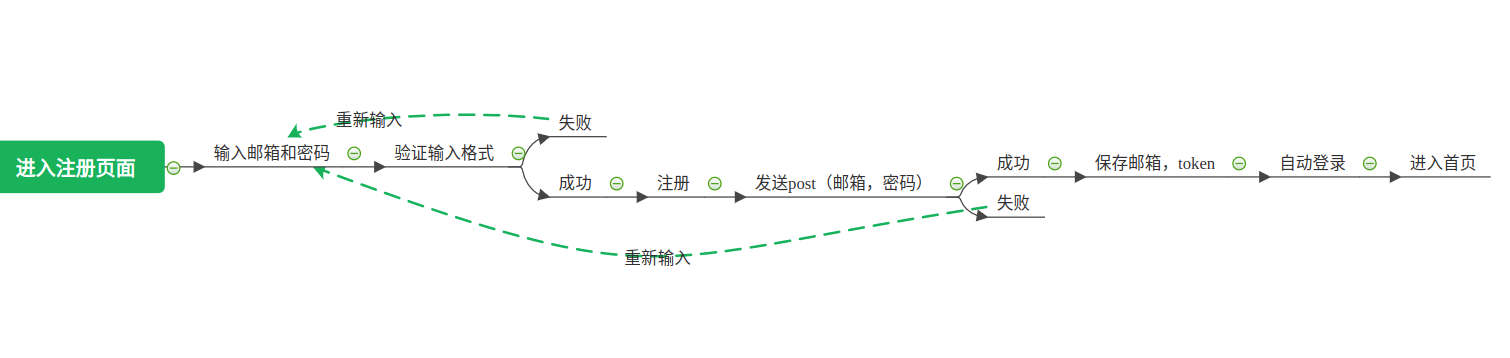 进入注册页面
输入邮箱和密码
验证输入格式
失败
重新输入
成功
注册
发送post（邮箱，密码）
成功
保存邮箱，token
自动登录
进入首页
失败
重新输入